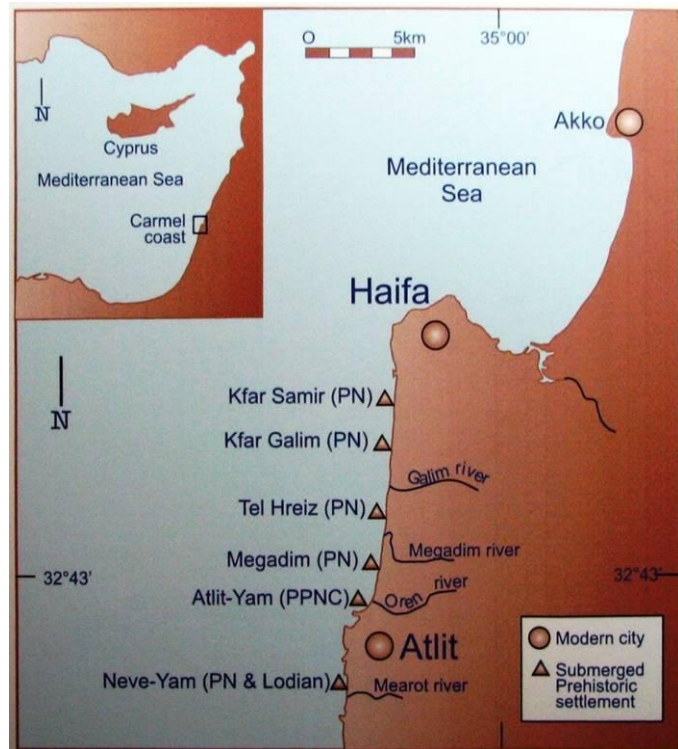 O 5km
35°00'
N
Cyprus
Mediterranean Sea
Carmel
coast
Akko
Mediterranean
Sea
Haifa
N
Kfar Samir (PN)
Kfar Galim (PN)
Qalim river
Tel Hreiz (PN)
Megadim river
Megadim (PN)
32°43'
32°43'
Atlit-Yam (PPNC)
Oren river
Atlit
Neve-Yam (PN & Lodian)
Mearot river
Modern city
Submerged
Prehistoric
settlement